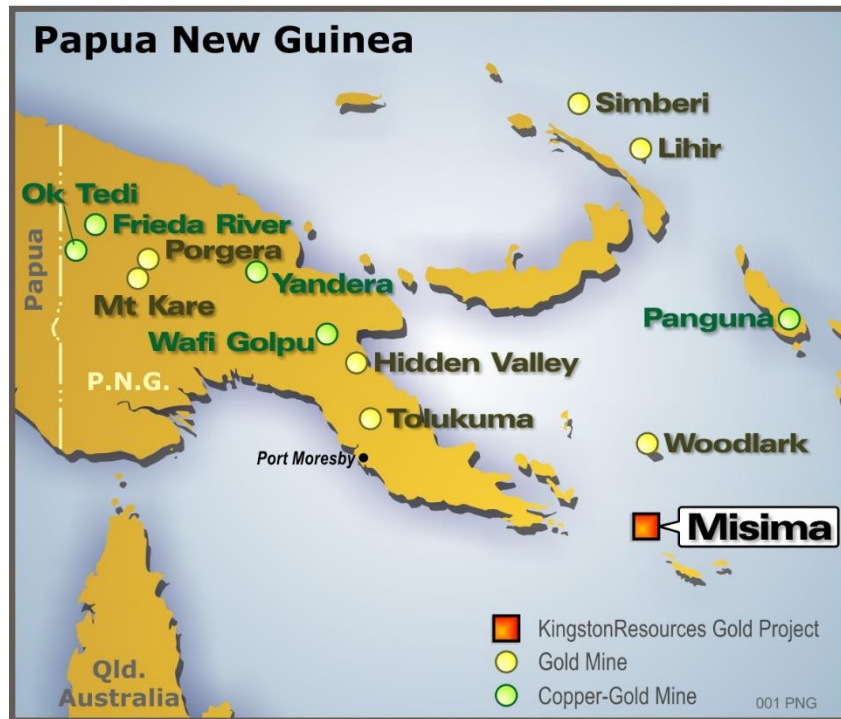 Papua New Guinea
Simberi
Lihir
Ok Tedi
Frieda River
Porgera
Papua
Mt Kare
Yandera
Panguna
Wafi Golpu
Hidden Valley
P.N.G.
Tolukuma
Port Moresby
Woodlark
Misima
KingstonResources Gold Project
Gold Mine
Copper-Gold Mine
Qld.
Australia
001 PNG